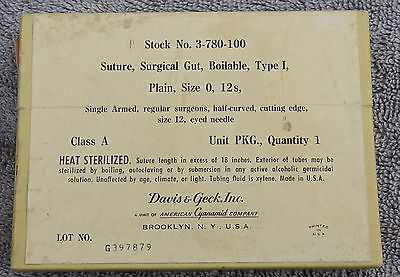 Stock No. 3-780-100
Suture, Surgical Gut, Boilable, Type I,
Plain, Size 0, 12s,
Single Armed, regular surgeons, half-curved, cutting edge,
size 12, eyed needle
Class A Unit PKG., Quantity 1
HEAT STERILIZED. Suture length in excess of 18 inches. Exterior of tubes may
be sterilized by boiling, autoclaving or by submersion in any active alcoholic germicidal
solution. Unaffected by age, climate, or light. Tubing fluid is xylene. Made in U.S.A.
Davis & Geck, Inc.
A UNIT OF AMERICAN Cyanamid COMPANY
BROOKLYN, N. Y., U.S.A.
PRINTED
IN
U.S.A.
LOT NO. G397879